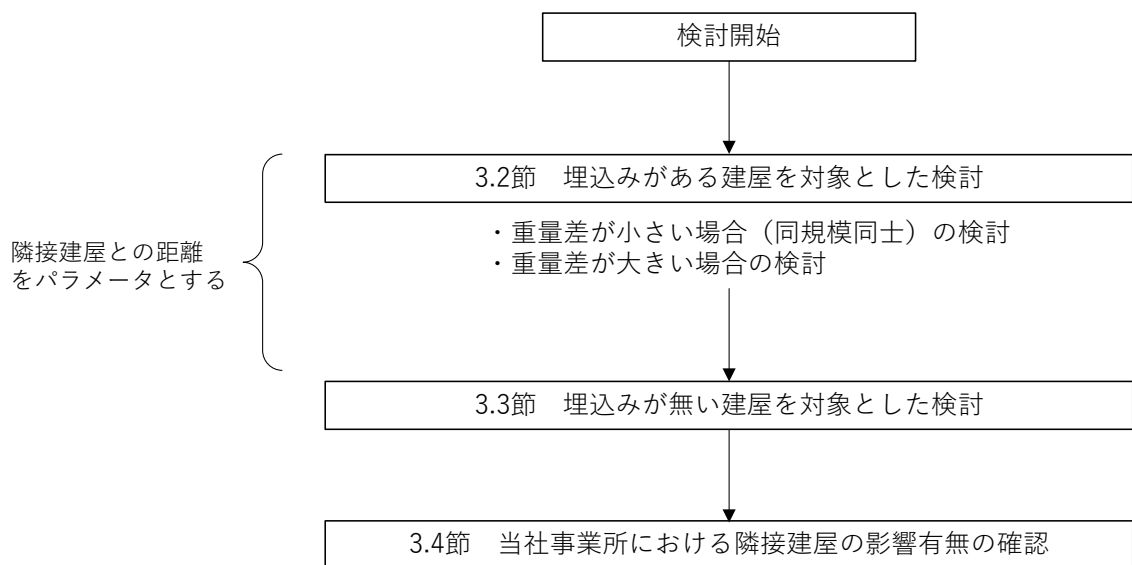 検討開始
3.2節　埋込みがある建屋を対象とした検討
・重量差が小さい場合（同規模同士）の検討
・重量差が大きい場合の検討
隣接建屋との距離
をパラメータとする
3.3節　埋込みが無い建屋を対象とした検討
3.4節　当社事業所における隣接建屋の影響有無の確認